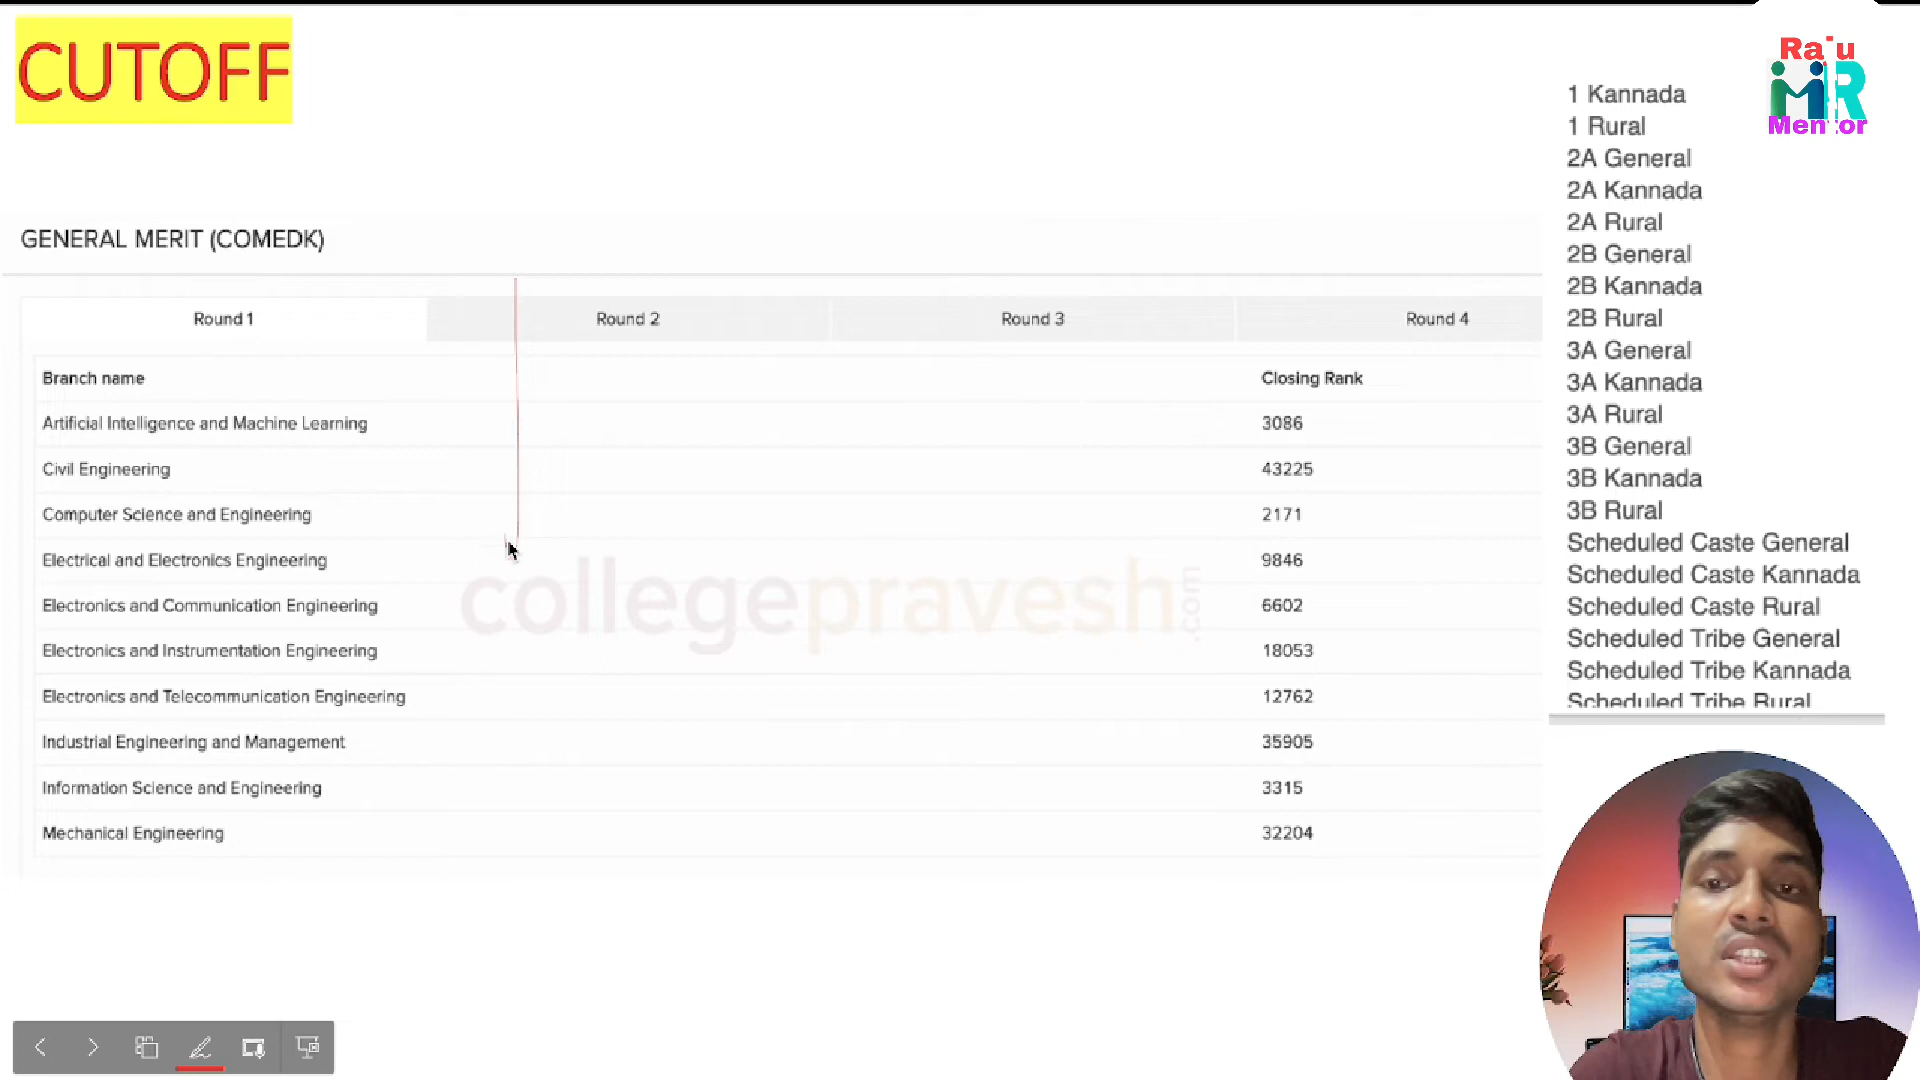 CUTOFF
Raju
MR
Mentor
GENERAL MERIT (COMEDK)
Round 1 Round 2 Round 3 Round 4
Branch name Closing Rank
Artificial Intelligence and Machine Learning 3086
Civil Engineering 43225
Computer Science and Engineering 2171
Electrical and Electronics Engineering 9846
Electronics and Communication Engineering 6602
Electronics and Instrumentation Engineering 18053
Electronics and Telecommunication Engineering 12762
Industrial Engineering and Management 35905
Information Science and Engineering 3315
Mechanical Engineering 32204
collegepravesh.com
1 Kannada
1 Rural
2A General
2A Kannada
2A Rural
2B General
2B Kannada
2B Rural
3A General
3A Kannada
3A Rural
3B General
3B Kannada
3B Rural
Scheduled Caste General
Scheduled Caste Kannada
Scheduled Caste Rural
Scheduled Tribe General
Scheduled Tribe Kannada
Scheduled Tribe Rural